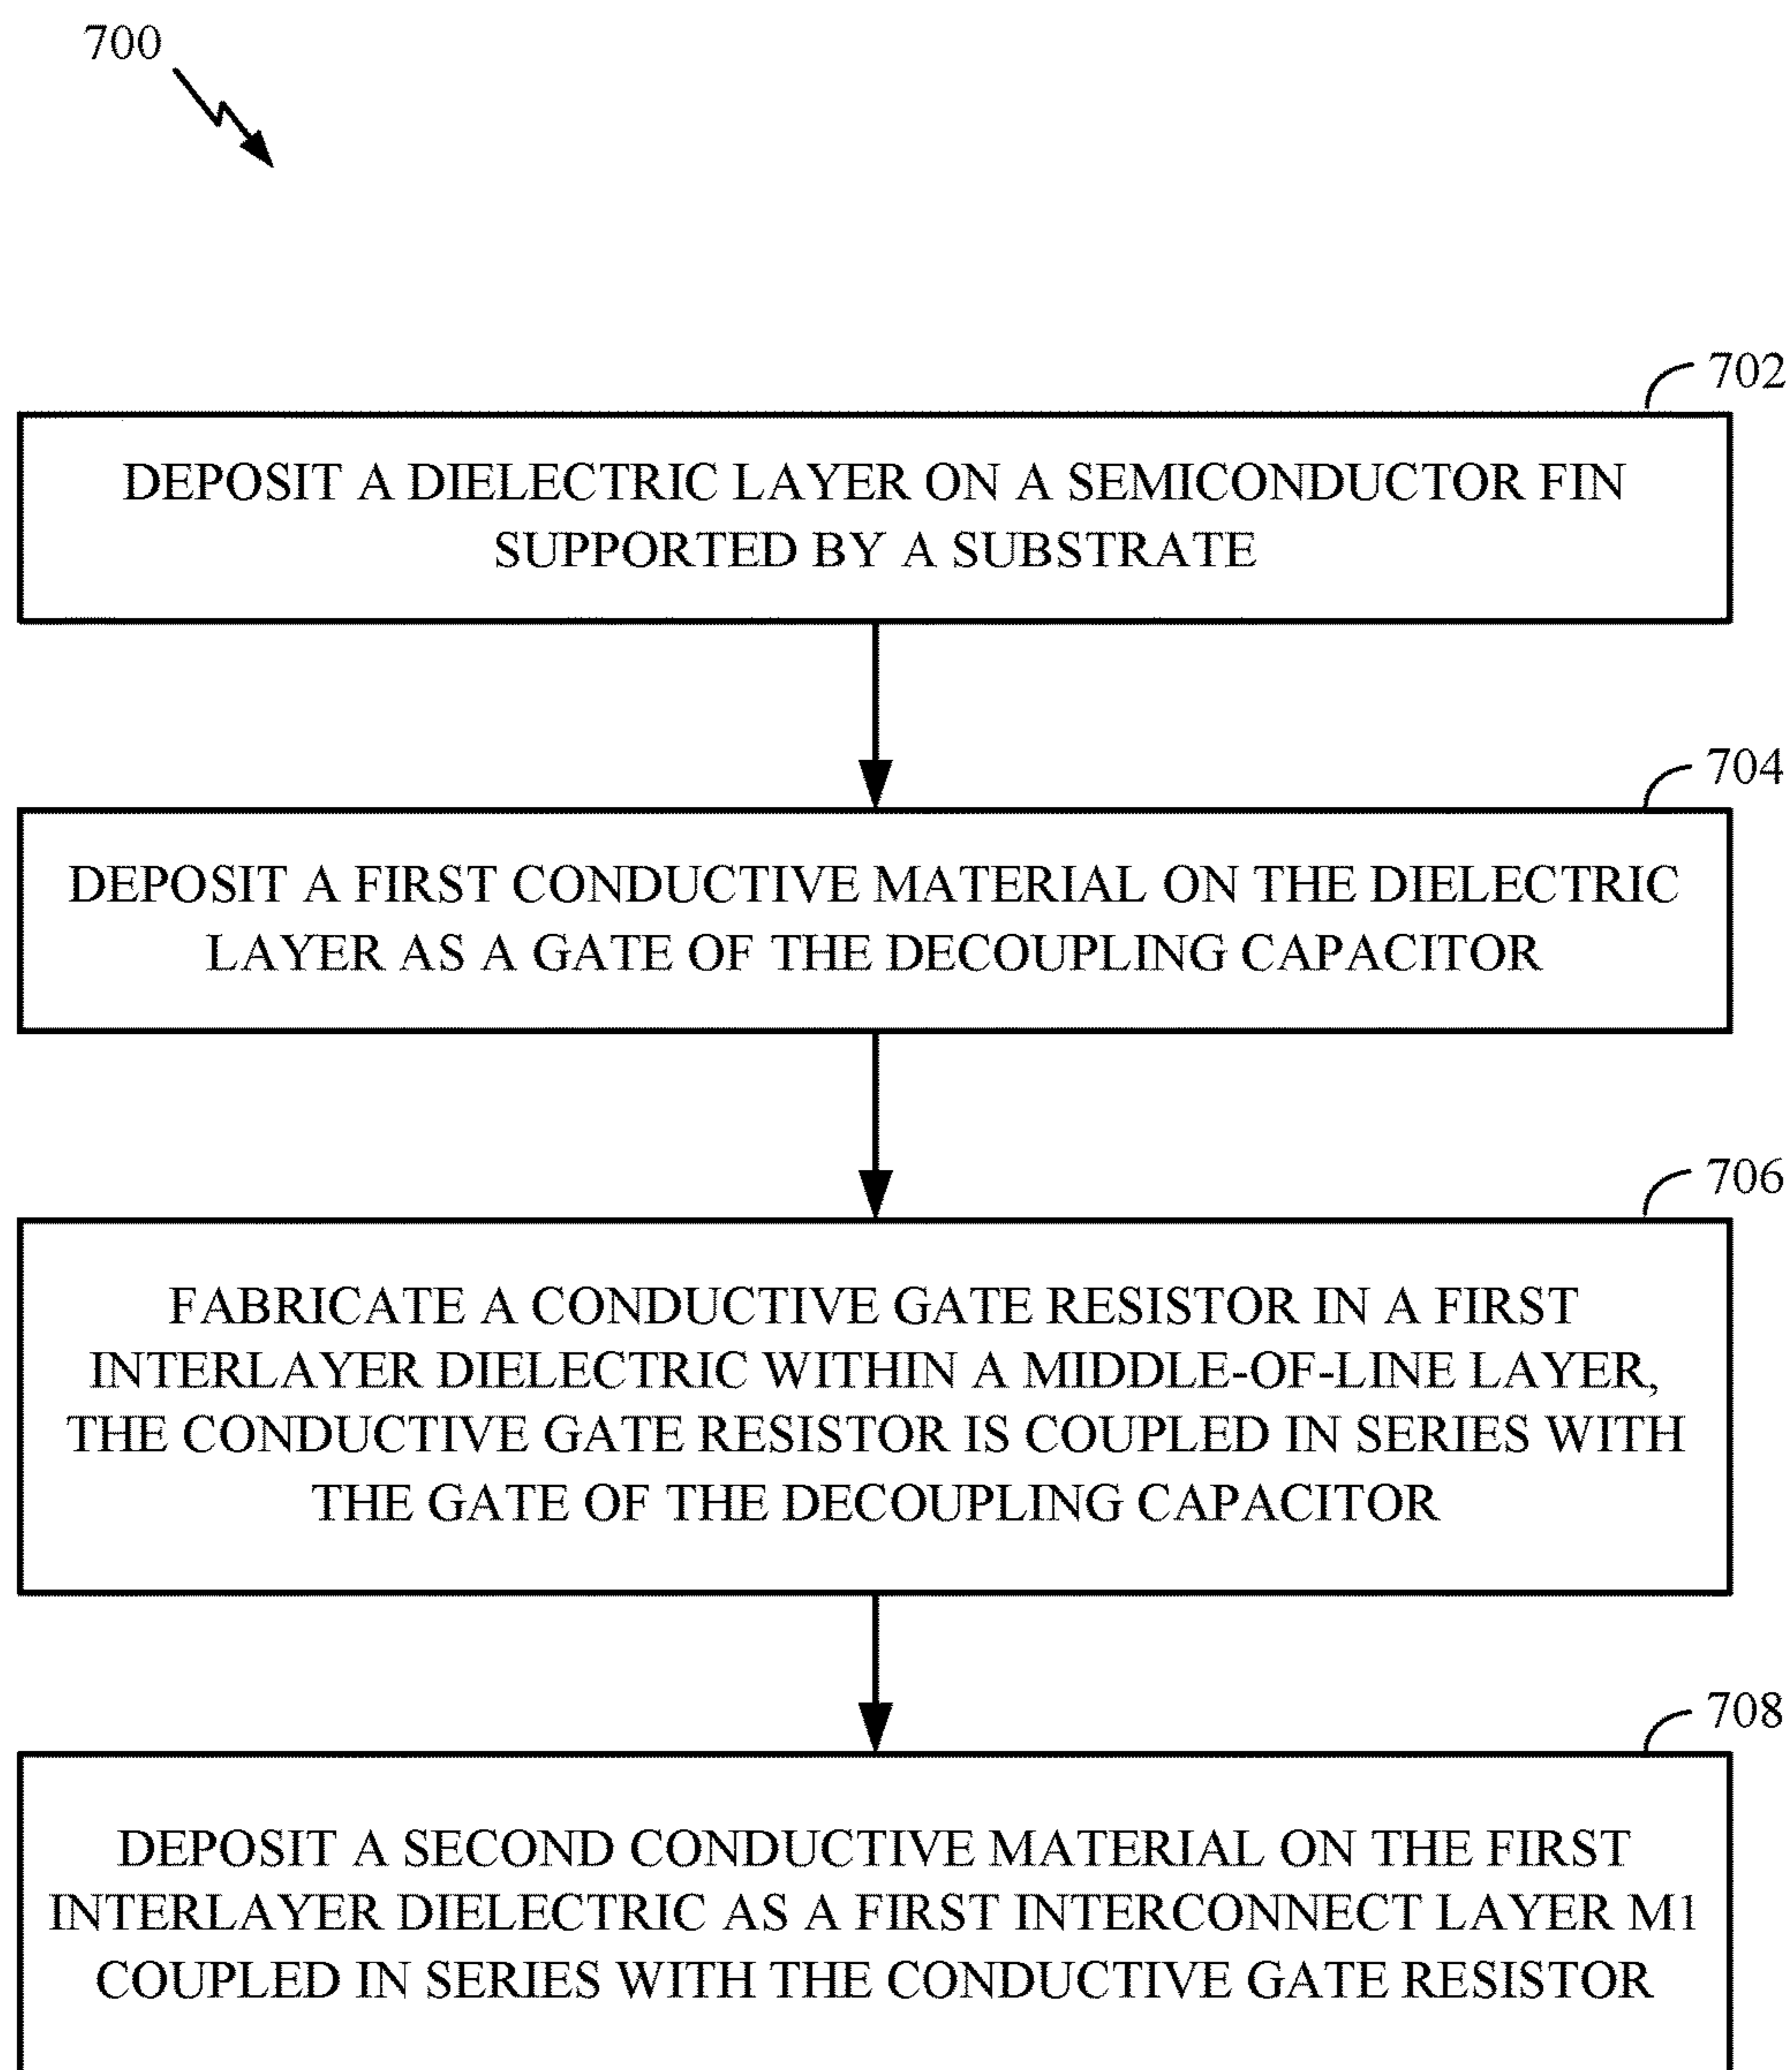 700
702
DEPOSIT A DIELECTRIC LAYER ON A SEMICONDUCTOR FIN
SUPPORTED BY A SUBSTRATE
704
DEPOSIT A FIRST CONDUCTIVE MATERIAL ON THE DIELECTRIC
LAYER AS A GATE OF THE DECOUPLING CAPACITOR
706
FABRICATE A CONDUCTIVE GATE RESISTOR IN A FIRST
INTERLAYER DIELECTRIC WITHIN A MIDDLE-OF-LINE LAYER,
THE CONDUCTIVE GATE RESISTOR IS COUPLED IN SERIES WITH
THE GATE OF THE DECOUPLING CAPACITOR
708
DEPOSIT A SECOND CONDUCTIVE MATERIAL ON THE FIRST
INTERLAYER DIELECTRIC AS A FIRST INTERCONNECT LAYER M1
COUPLED IN SERIES WITH THE CONDUCTIVE GATE RESISTOR